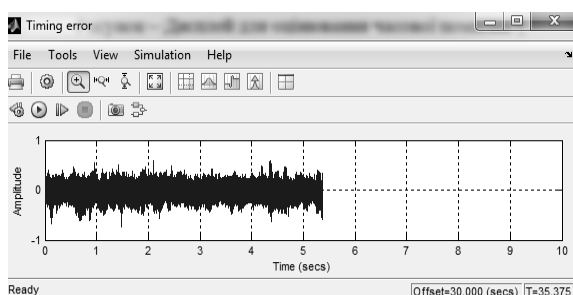 Timing error
File Tools View Simulation Help
1
0
-1
Amplitude
0 1 2 3 4 5 6 7 8 9 10
Time (secs)
Ready Offset=30.000 (secs) T=35.375